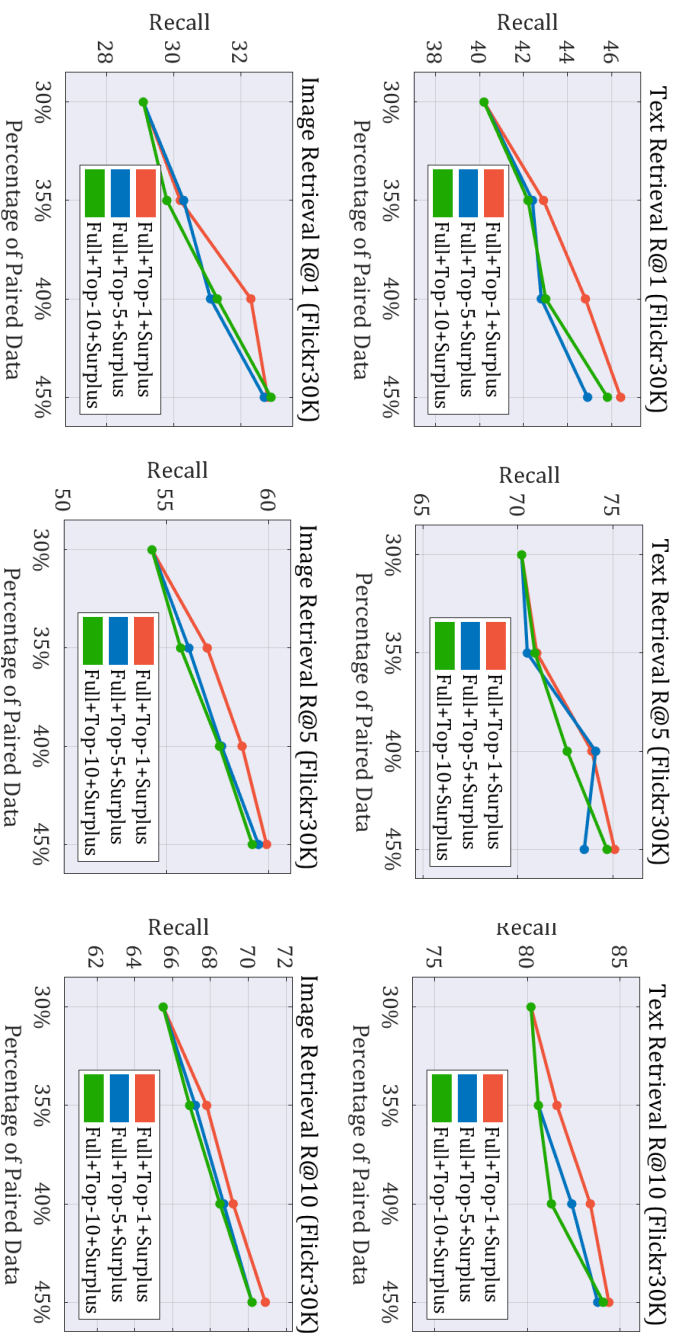 Text Retrieval R@1 (Flickr30K)
Recall
46
44
42
40
38
30%
35%
40%
45%
Full+Top-1+Surplus
Full+Top-5+Surplus
Full+Top-10+Surplus
Percentage of Paired Data
Text Retrieval R@5 (Flickr30K)
Recall
75
70
65
30%
35%
40%
45%
Full+Top-1+Surplus
Full+Top-5+Surplus
Full+Top-10+Surplus
Percentage of Paired Data
Text Retrieval R@10 (Flickr30K)
Recall
85
80
75
30%
35%
40%
45%
Full+Top-1+Surplus
Full+Top-5+Surplus
Full+Top-10+Surplus
Percentage of Paired Data
Image Retrieval R@1 (Flickr30K)
Recall
32
30
28
30%
35%
40%
45%
Full+Top-1+Surplus
Full+Top-5+Surplus
Full+Top-10+Surplus
Percentage of Paired Data
Image Retrieval R@5 (Flickr30K)
Recall
60
55
50
30%
35%
40%
45%
Full+Top-1+Surplus
Full+Top-5+Surplus
Full+Top-10+Surplus
Percentage of Paired Data
Image Retrieval R@10 (Flickr30K)
Recall
72
70
68
66
64
62
30%
35%
40%
45%
Full+Top-1+Surplus
Full+Top-5+Surplus
Full+Top-10+Surplus
Percentage of Paired Data